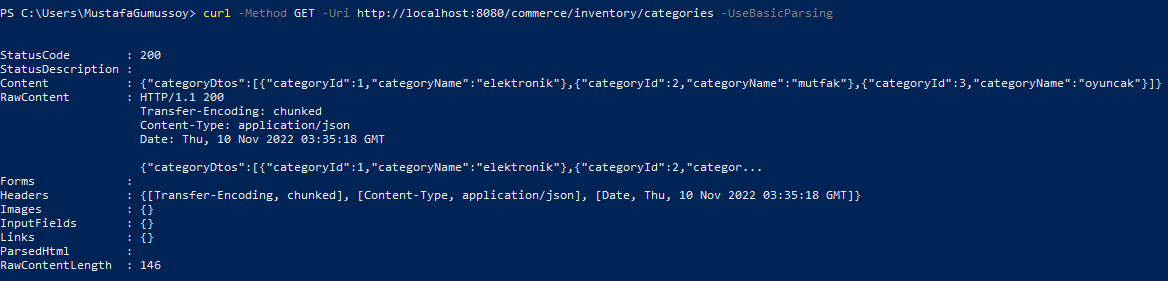 PS C:\Users\MustafaGumussoy> curl -Method GET -Uri http://localhost:8080/commerce/inventory/categories -UseBasicParsing
StatusCode        : 200
StatusDescription :
Content           : {"categoryDtos":[{"categoryId":1,"categoryName":"elektronik"},{"categoryId":2,"categoryName":"mutfak"},{"categoryId":3,"categoryName":"oyuncak"}]}
RawContent        : HTTP/1.1 200
                    Transfer-Encoding: chunked
                    Content-Type: application/json
                    Date: Thu, 10 Nov 2022 03:35:18 GMT

                    {"categoryDtos":[{"categoryId":1,"categoryName":"elektronik"},{"categoryId":2,"categor...
Forms             :
Headers           : {[Transfer-Encoding, chunked], [Content-Type, application/json], [Date, Thu, 10 Nov 2022 03:35:18 GMT]}
Images            : {}
InputFields       : {}
Links             : {}
ParsedHtml        :
RawContentLength  : 146